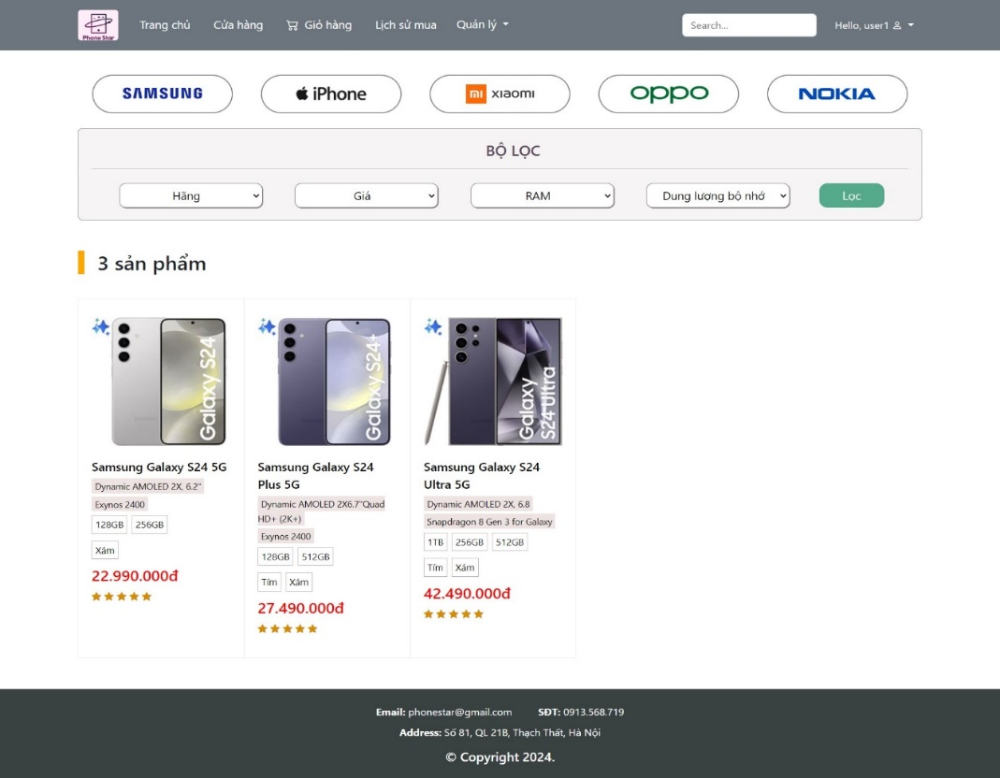 Phone Star
Trang chủ
Cửa hàng
Giỏ hàng
Lịch sử mua
Quản lý
Search...
Hello, user1
SAMSUNG
iPhone
mi xiaomi
oppo
NOKIA
BỘ LỌC
Hãng
Giá
RAM
Dung lượng bộ nhớ
Lọc
3 sản phẩm
Galaxy S24
Samsung Galaxy S24 5G
Dynamic AMOLED 2X, 6.2"
Exynos 2400
128GB 256GB
Xám
22.990.000đ
Galaxy S24+
Samsung Galaxy S24
Plus 5G
Dynamic AMOLED 2X6.7"Quad
HD+ (2K+)
Exynos 2400
128GB 512GB
Tím Xám
27.490.000đ
Galaxy
S24 Ultra
Samsung Galaxy S24
Ultra 5G
Dynamic AMOLED 2X, 6.8
Snapdragon 8 Gen 3 for Galaxy
1TB 256GB 512GB
Tím Xám
42.490.000đ
Email: phonestar@gmail.com SĐT: 0913.568.719
Address: Số 81, QL 21B, Thạch Thất, Hà Nội
© Copyright 2024.